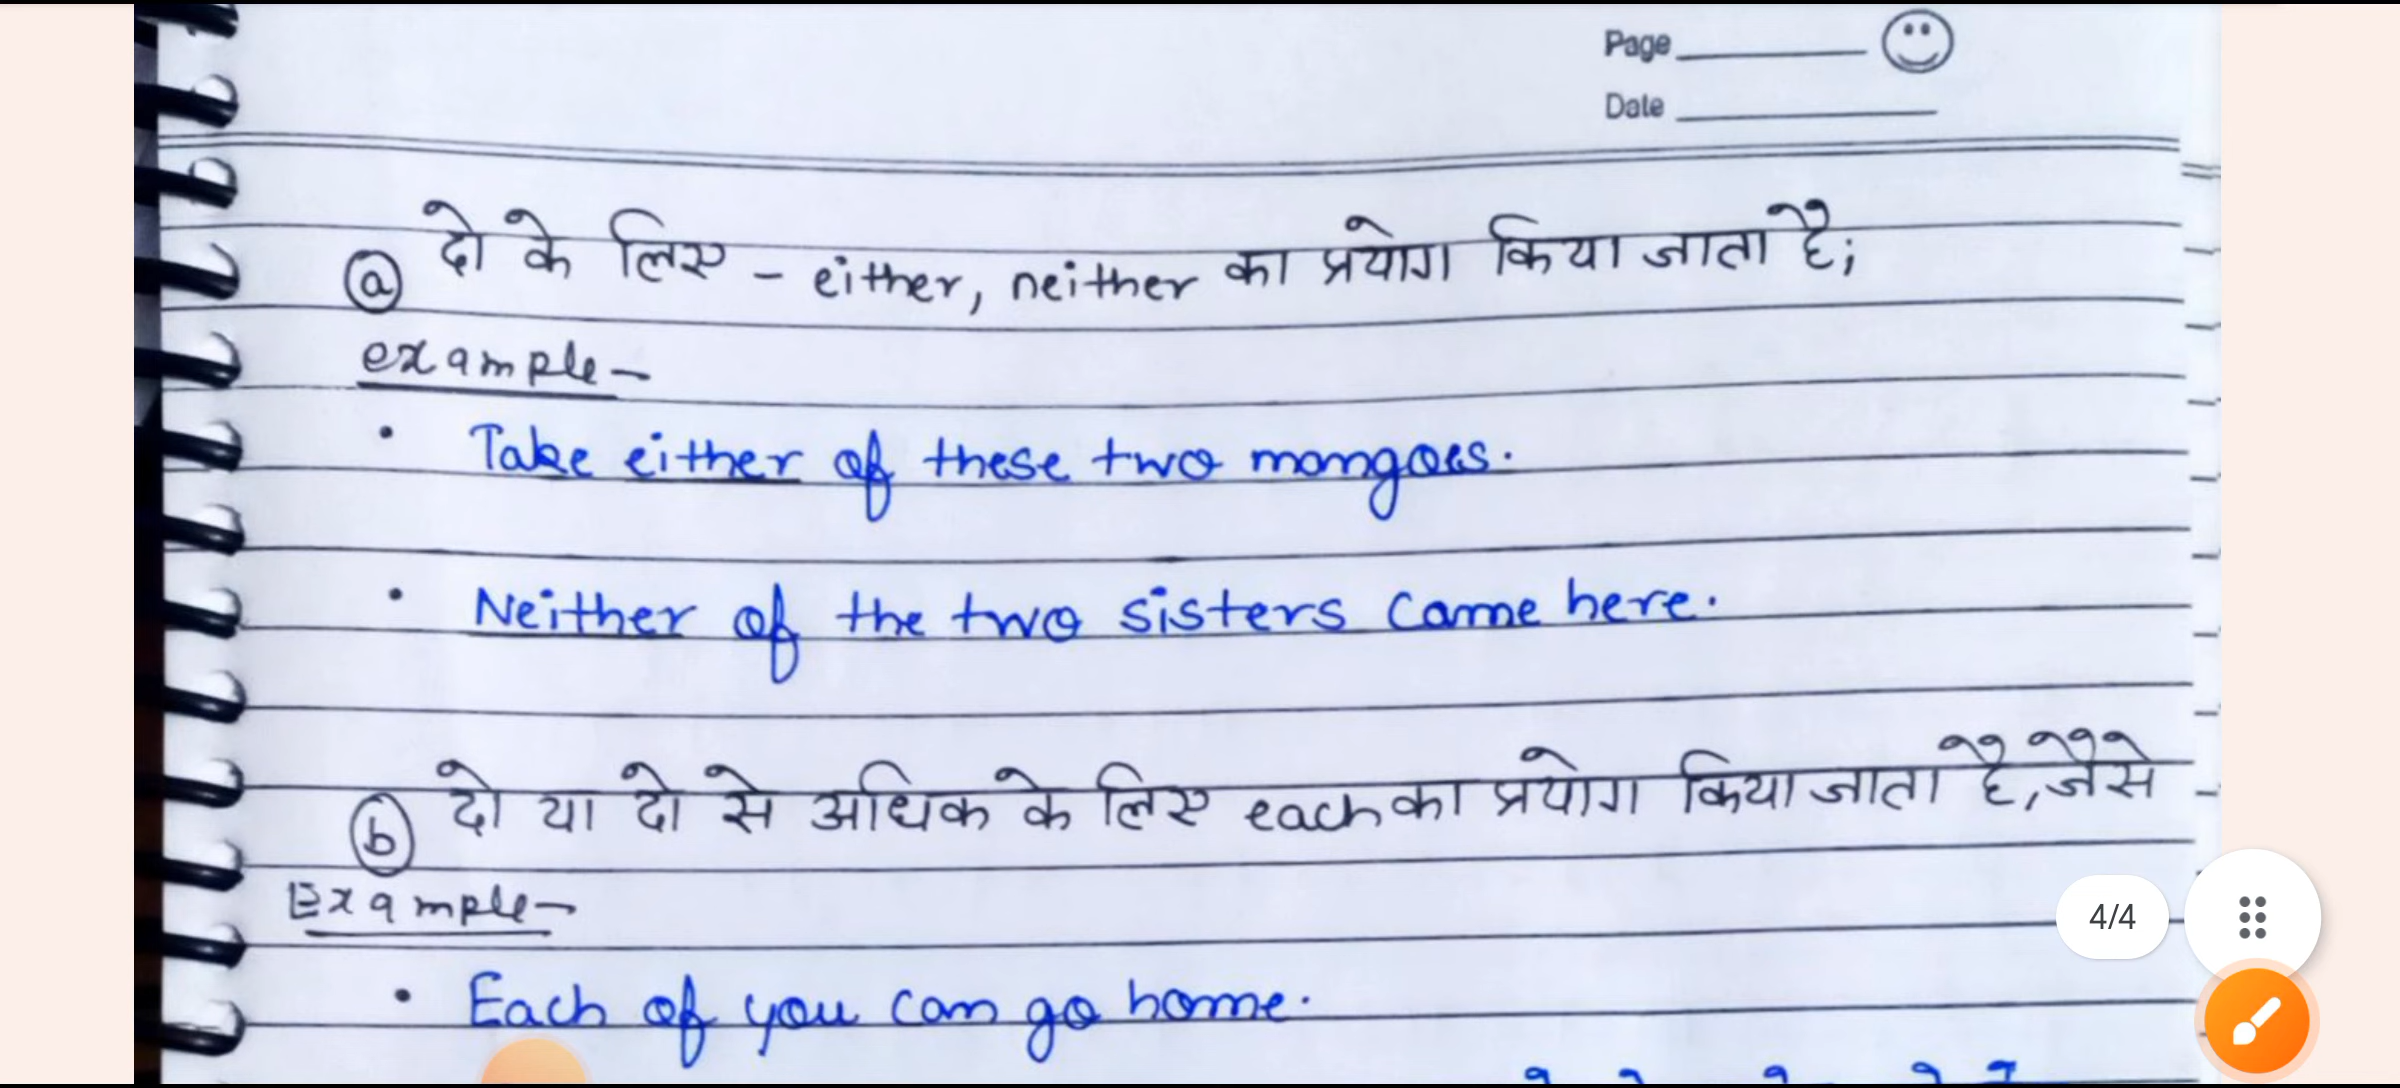 Page
Date
ⓐ दो के लिए - either, neither का प्रयोग किया जाता है;
example-
• Take either of these two mangoes.
• Neither of the two sisters came here.
ⓑ दो या दो से अधिक के लिए each का प्रयोग किया जाता है, जैसे
Example-
4/4
• Each of you can go home.